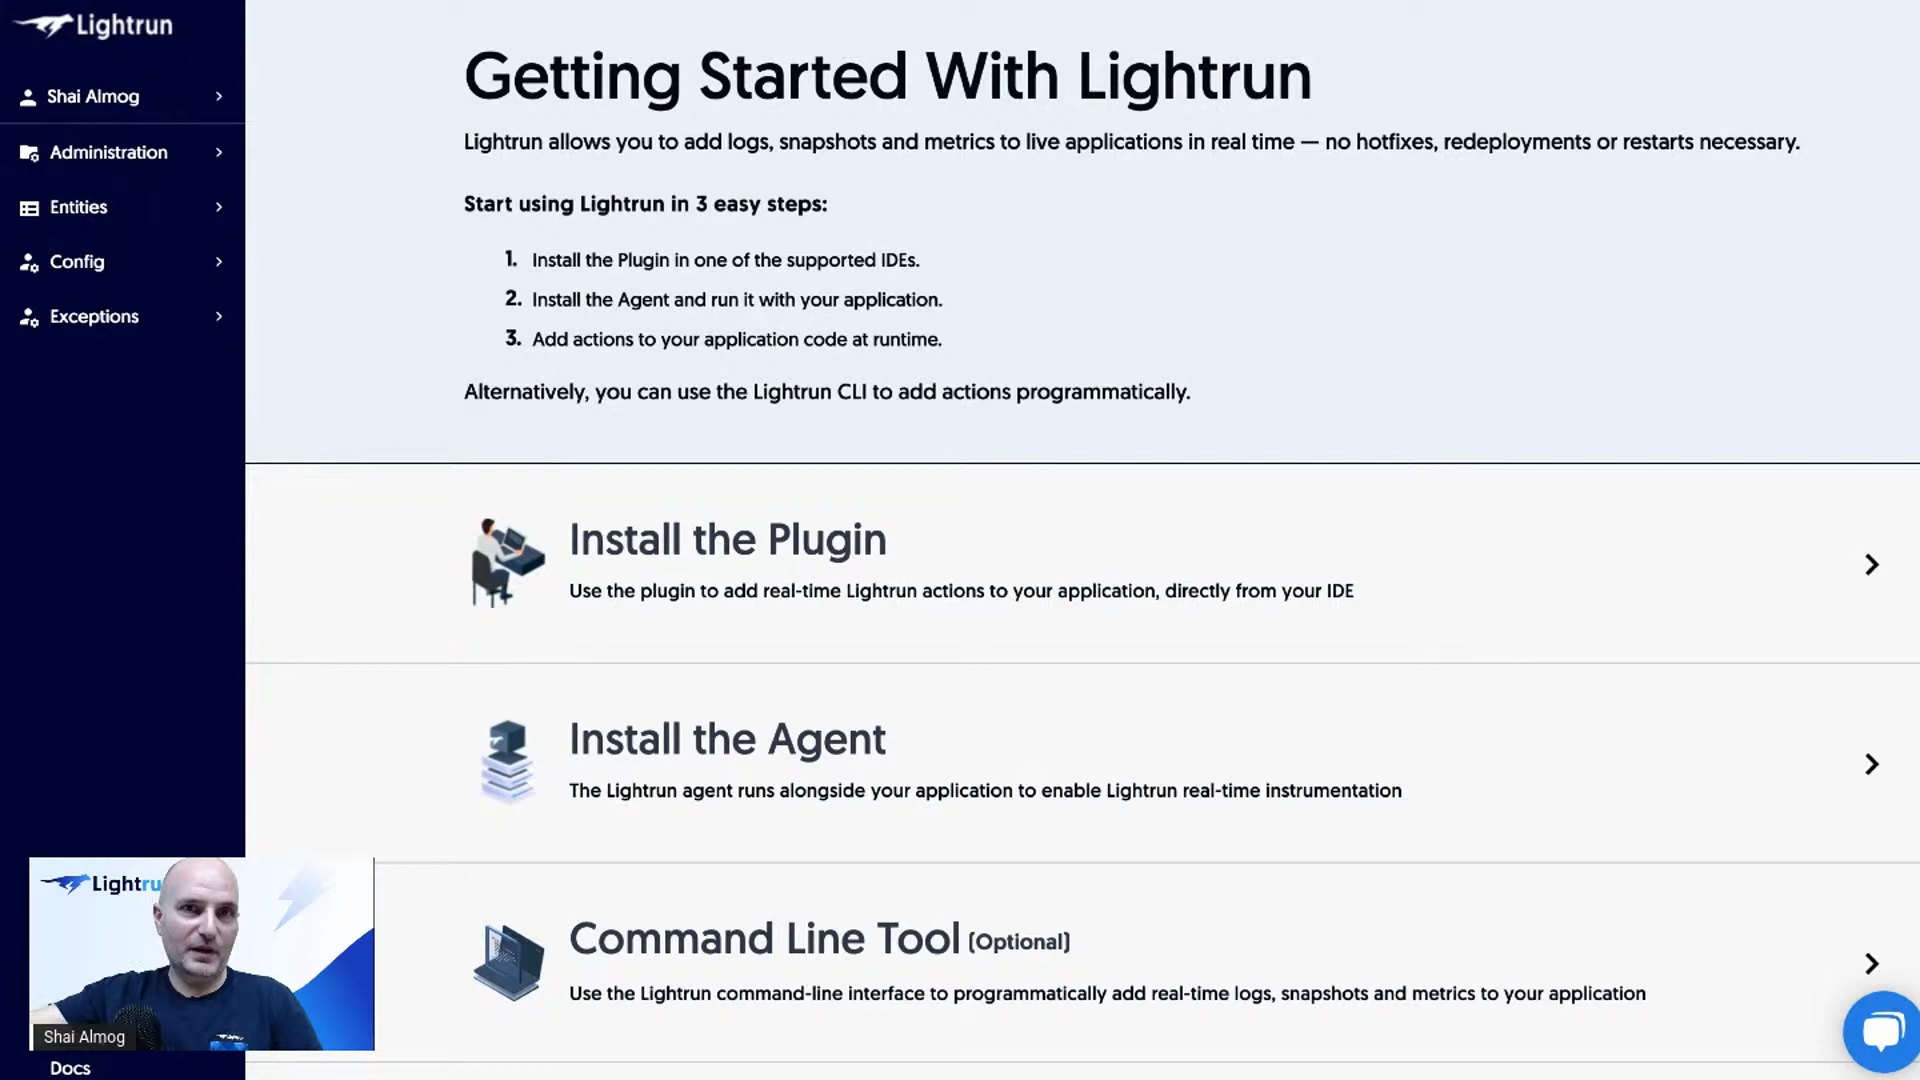 Lightrun
Shai Almog
Administration
Entities
Config
Exceptions
Getting Started With Lightrun
Lightrun allows you to add logs, snapshots and metrics to live applications in real time — no hotfixes, redeployments or restarts necessary.
Start using Lightrun in 3 easy steps:
1. Install the Plugin in one of the supported IDEs.
2. Install the Agent and run it with your application.
3. Add actions to your application code at runtime.
Alternatively, you can use the Lightrun CLI to add actions programmatically.
Install the Plugin
Use the plugin to add real-time Lightrun actions to your application, directly from your IDE
Install the Agent
The Lightrun agent runs alongside your application to enable Lightrun real-time instrumentation
Command Line Tool (Optional)
Use the Lightrun command-line interface to programmatically add real-time logs, snapshots and metrics to your application
Lightru
Shai Almog
Docs